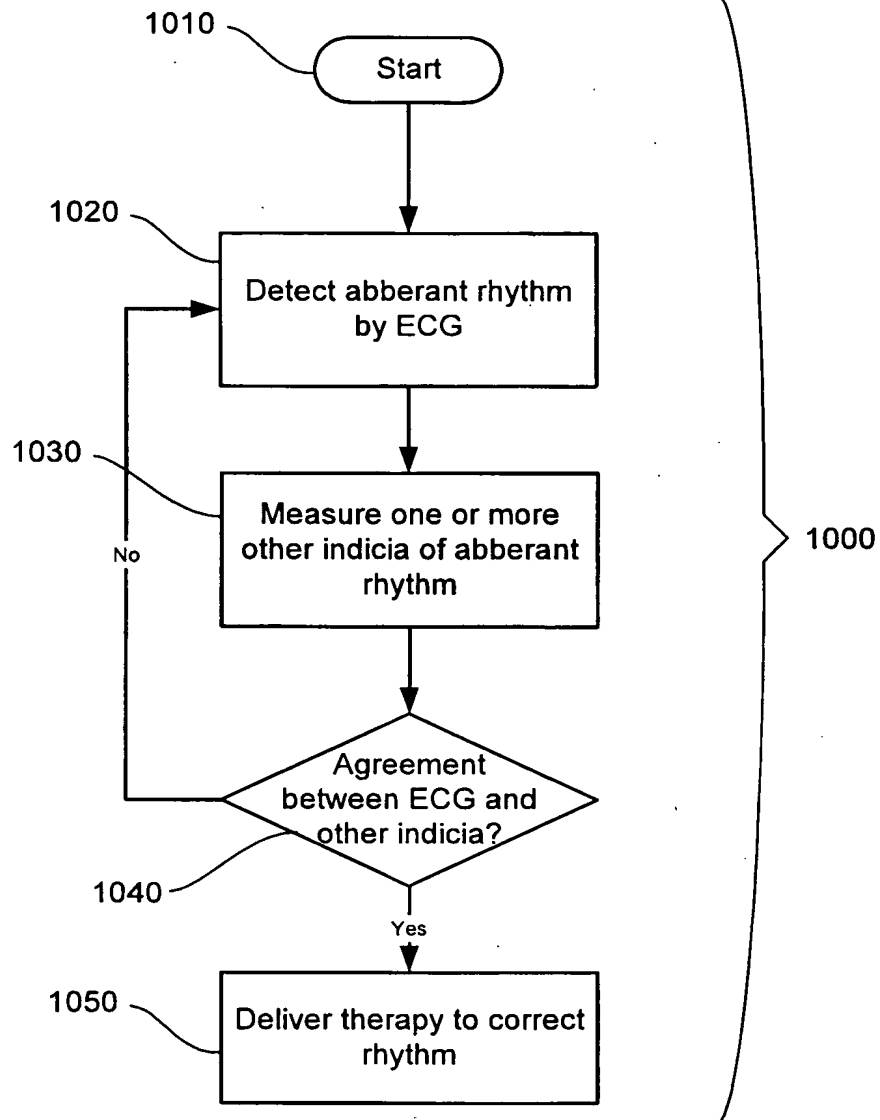 1010
Start
1020
Detect abberant rhythm
by ECG
1030
Measure one or more
other indicia of abberant
rhythm
No
1000
Agreement
between ECG and
other indicia?
1040
Yes
1050
Deliver therapy to correct
rhythm